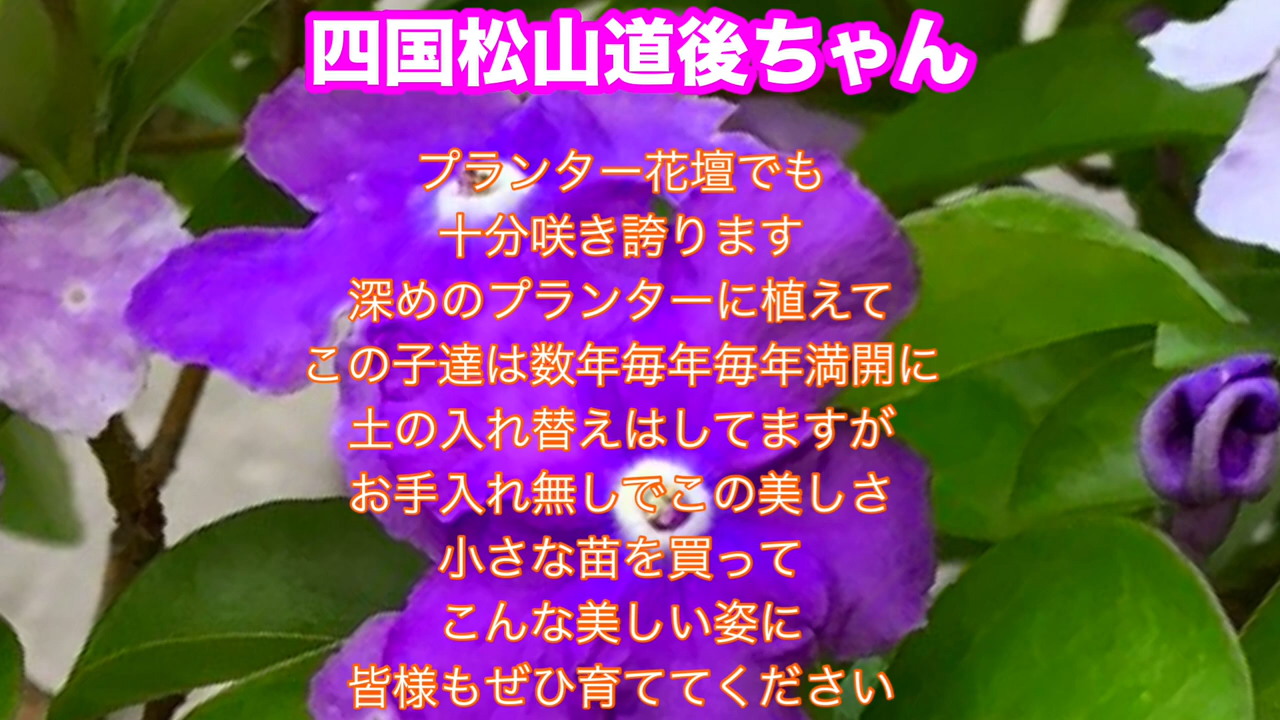 四国松山道後ちゃん
プランター花壇でも
十分咲き誇ります
深めのプランターに植えて
この子達は数年毎年毎年満開に
土の入れ替えはしてますが
お手入れ無しでこの美しさ
小さな苗を買って
こんな美しい姿に
皆様もぜひ育ててください